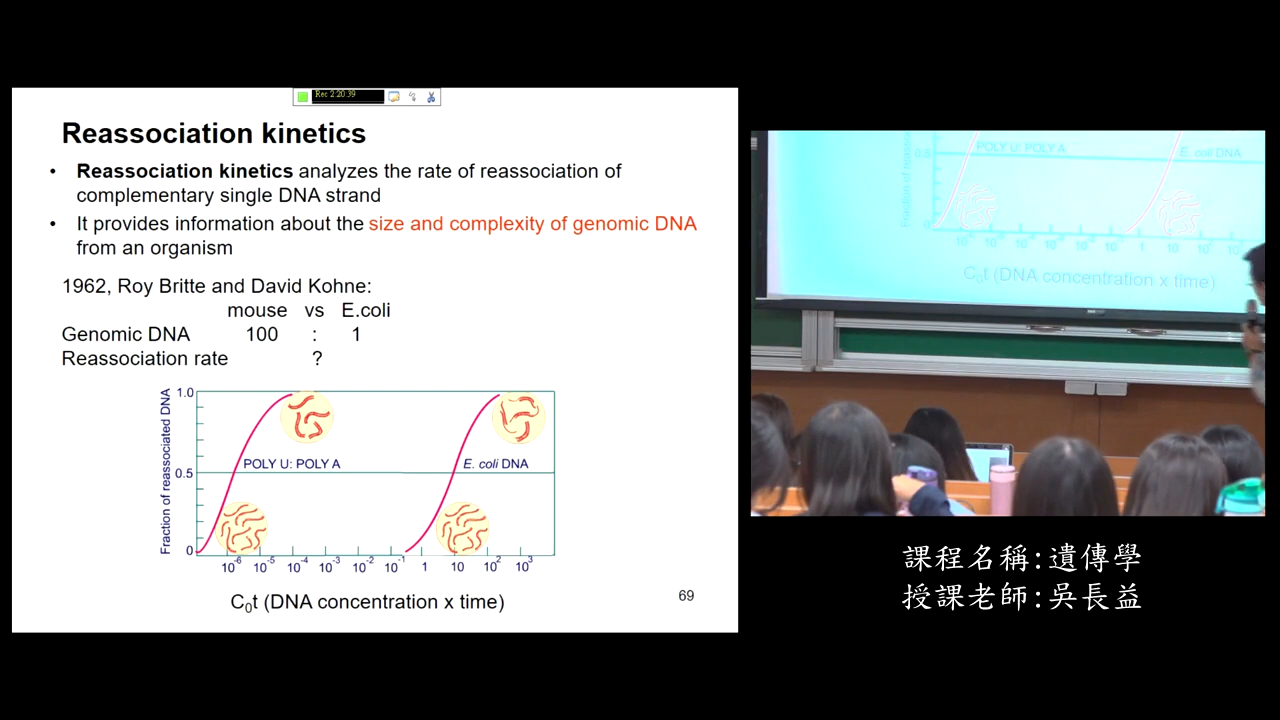 Rec 2:20:39
Reassociation kinetics
• Reassociation kinetics analyzes the rate of reassociation of
complementary single DNA strand
• It provides information about the size and complexity of genomic DNA
from an organism
1962, Roy Britte and David Kohne:
mouse vs E.coli
Genomic DNA 100 : 1
Reassociation rate ?
Fraction of reassociated DNA
1.0
0.5
0
POLY U: POLY A
E. coli DNA
10⁻⁶ 10⁻⁵ 10⁻⁴ 10⁻³ 10⁻² 10⁻¹ 1 10 10² 10³
C₀t (DNA concentration x time)
69
0.5
POLY U: POLY A
E. coli DNA
C₀t (DNA concentration x time)
課程名稱:遺傳學
授課老師:吳長益